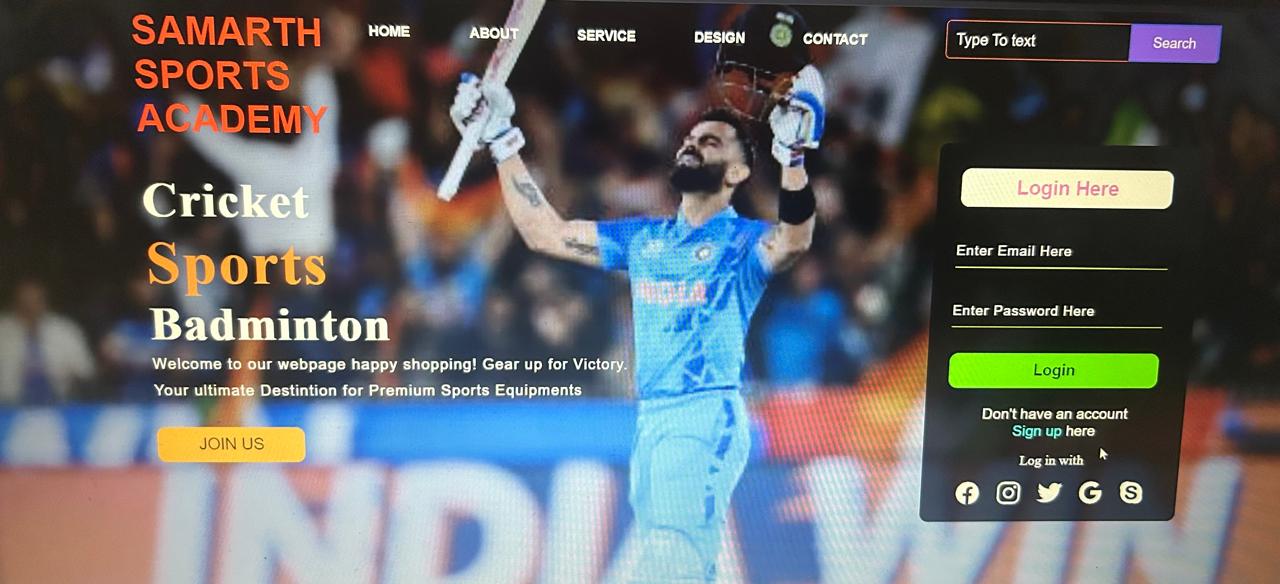 SAMARTH
SPORTS
ACADEMY
HOME
ABOUT
SERVICE
DESIGN
CONTACT
Type To text
Search
Cricket
Sports
Badminton
Welcome to our webpage happy shopping! Gear up for Victory.
Your ultimate Destintion for Premium Sports Equipments
JOIN US
Login Here
Enter Email Here
Enter Password Here
Login
Don't have an account
Sign up here
Log in with
INDIA
INDIA WIN